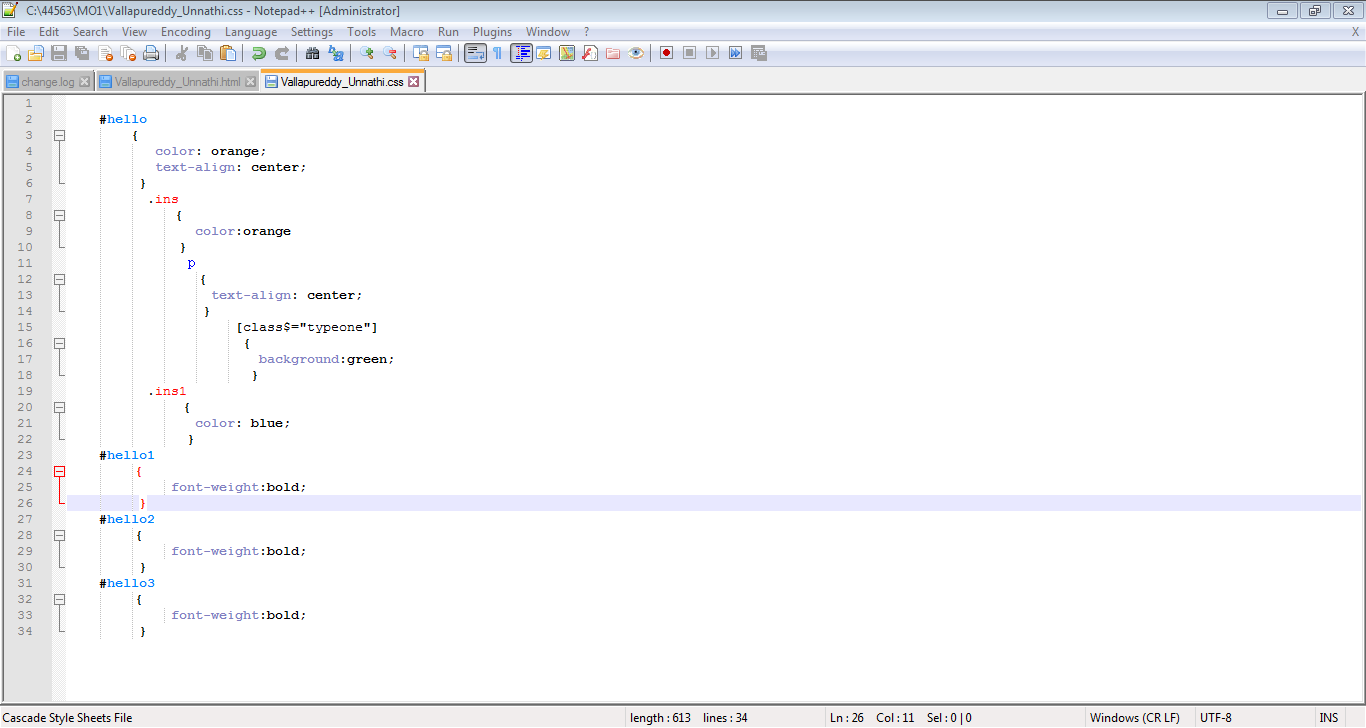 C:\44563\MO1\Vallapureddy_Unnathi.css - Notepad++ [Administrator]
File Edit Search View Encoding Language Settings Tools Macro Run Plugins Window ? X
change.log Vallapureddy_Unnathi.html Vallapureddy_Unnathi.css
1
2 #hello
3 {
4 color: orange;
5 text-align: center;
6 }
7 .ins
8 {
9 color:orange
10 }
11 p
12 {
13 text-align: center;
14 }
15 [class$="typeone"]
16 {
17 background:green;
18 }
19 .ins1
20 {
21 color: blue;
22 }
23 #hello1
24 {
25 font-weight:bold;
26 }
27 #hello2
28 {
29 font-weight:bold;
30 }
31 #hello3
32 {
33 font-weight:bold;
34 }
Cascade Style Sheets File length : 613 lines : 34 Ln : 26 Col : 11 Sel : 0 | 0 Windows (CR LF) UTF-8 INS